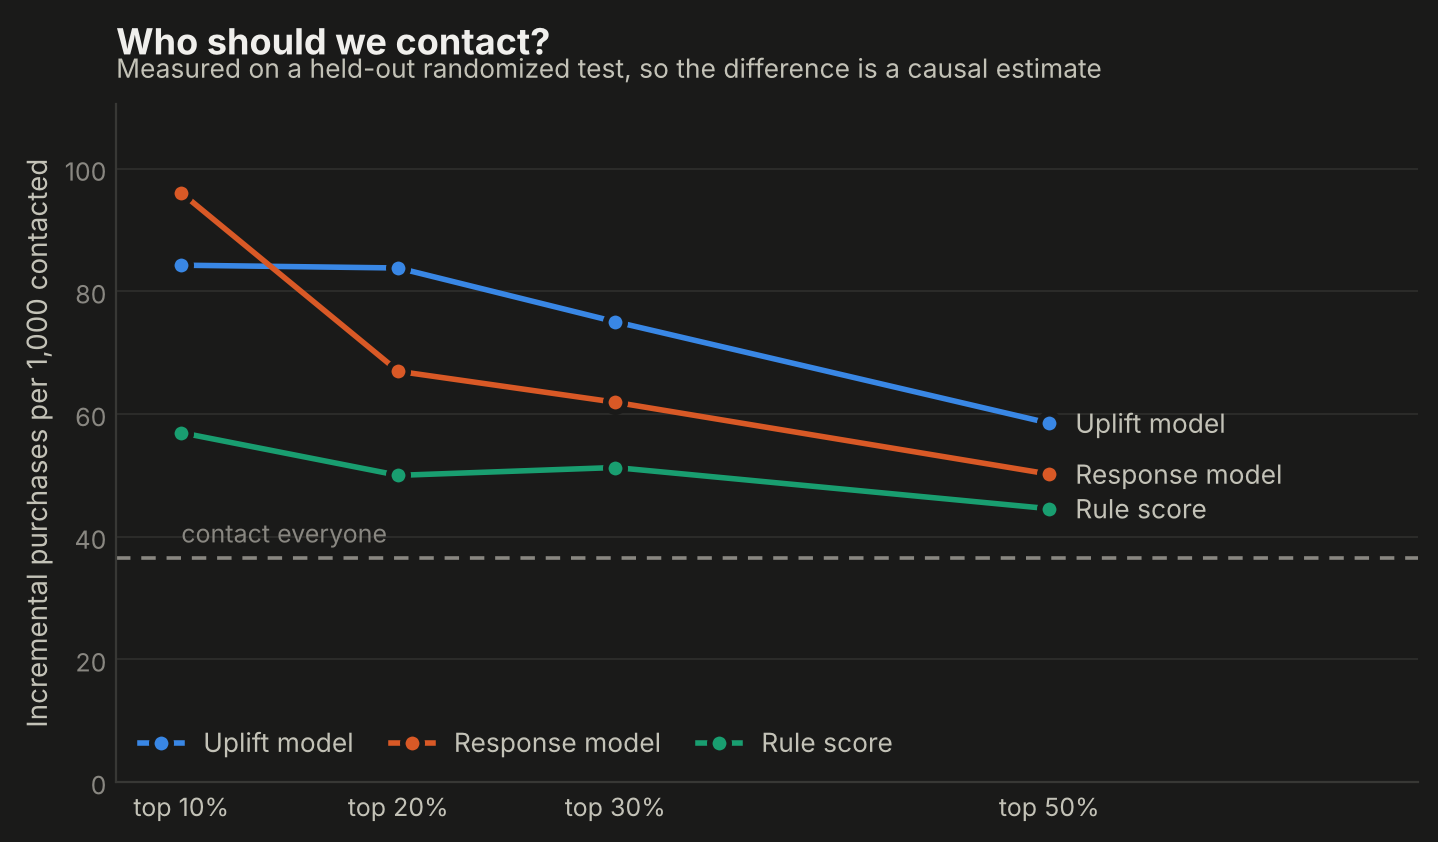 Who should we contact?
Measured on a held-out randomized test, so the difference is a causal estimate
Incremental purchases per 1,000 contacted
100
80
60
40
20
0
Uplift model
Response model
Rule score
contact everyone
Uplift model Response model Rule score
top 10% top 20% top 30% top 50%